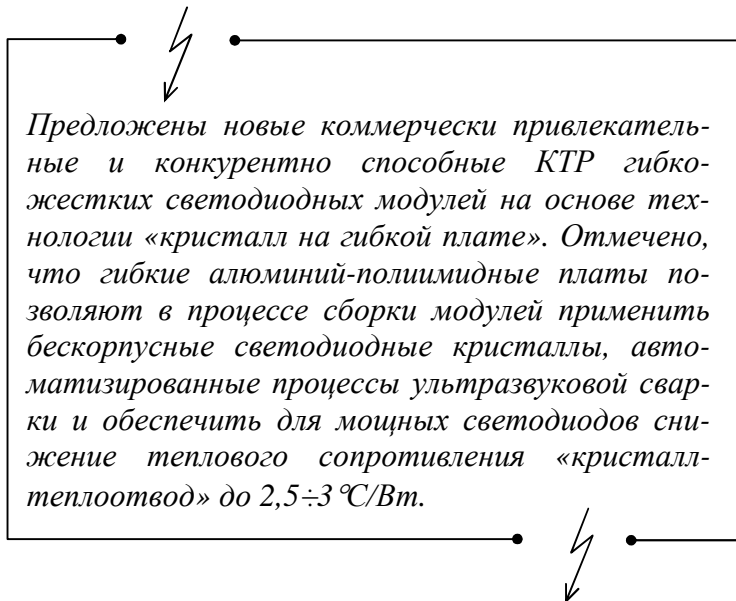 Предложены новые коммерчески привлекатель-
ные и конкурентно способные КТР гибко-
жестких светодиодных модулей на основе тех-
нологии «кристалл на гибкой плате». Отмечено,
что гибкие алюминий-полиимидные платы по-
зволяют в процессе сборки модулей применить
бескорпусные светодиодные кристаллы, авто-
матизированные процессы ультразвуковой свар-
ки и обеспечить для мощных светодиодов сни-
жение теплового сопротивления «кристалл-
теплоотвод» до 2,5÷3 °С/Вт.